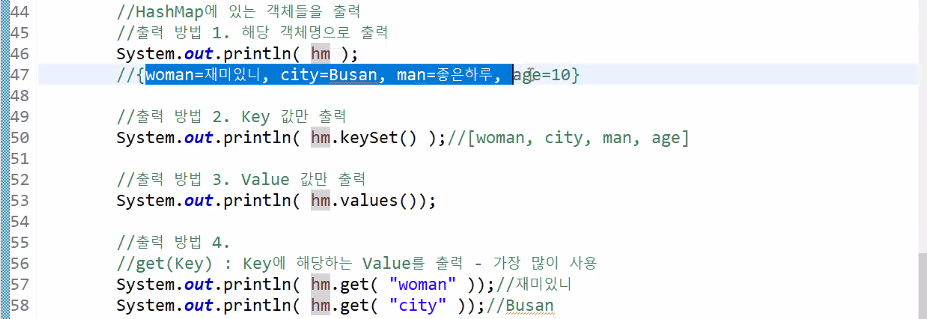 44 //HashMap에 있는 객체들을 출력
45 //출력 방법 1. 해당 객체명으로 출력
46 System.out.println( hm );
47 //{woman=재미있니, city=Busan, man=좋은하루, age=10}
48
49 //출력 방법 2. Key 값만 출력
50 System.out.println( hm.keySet() );//[woman, city, man, age]
51
52 //출력 방법 3. Value 값만 출력
53 System.out.println( hm.values());
54
55 //출력 방법 4.
56 //get(Key) : Key에 해당하는 Value를 출력 - 가장 많이 사용
57 System.out.println( hm.get( "woman" ));//재미있니
58 System.out.println( hm.get( "city" ));//Busan